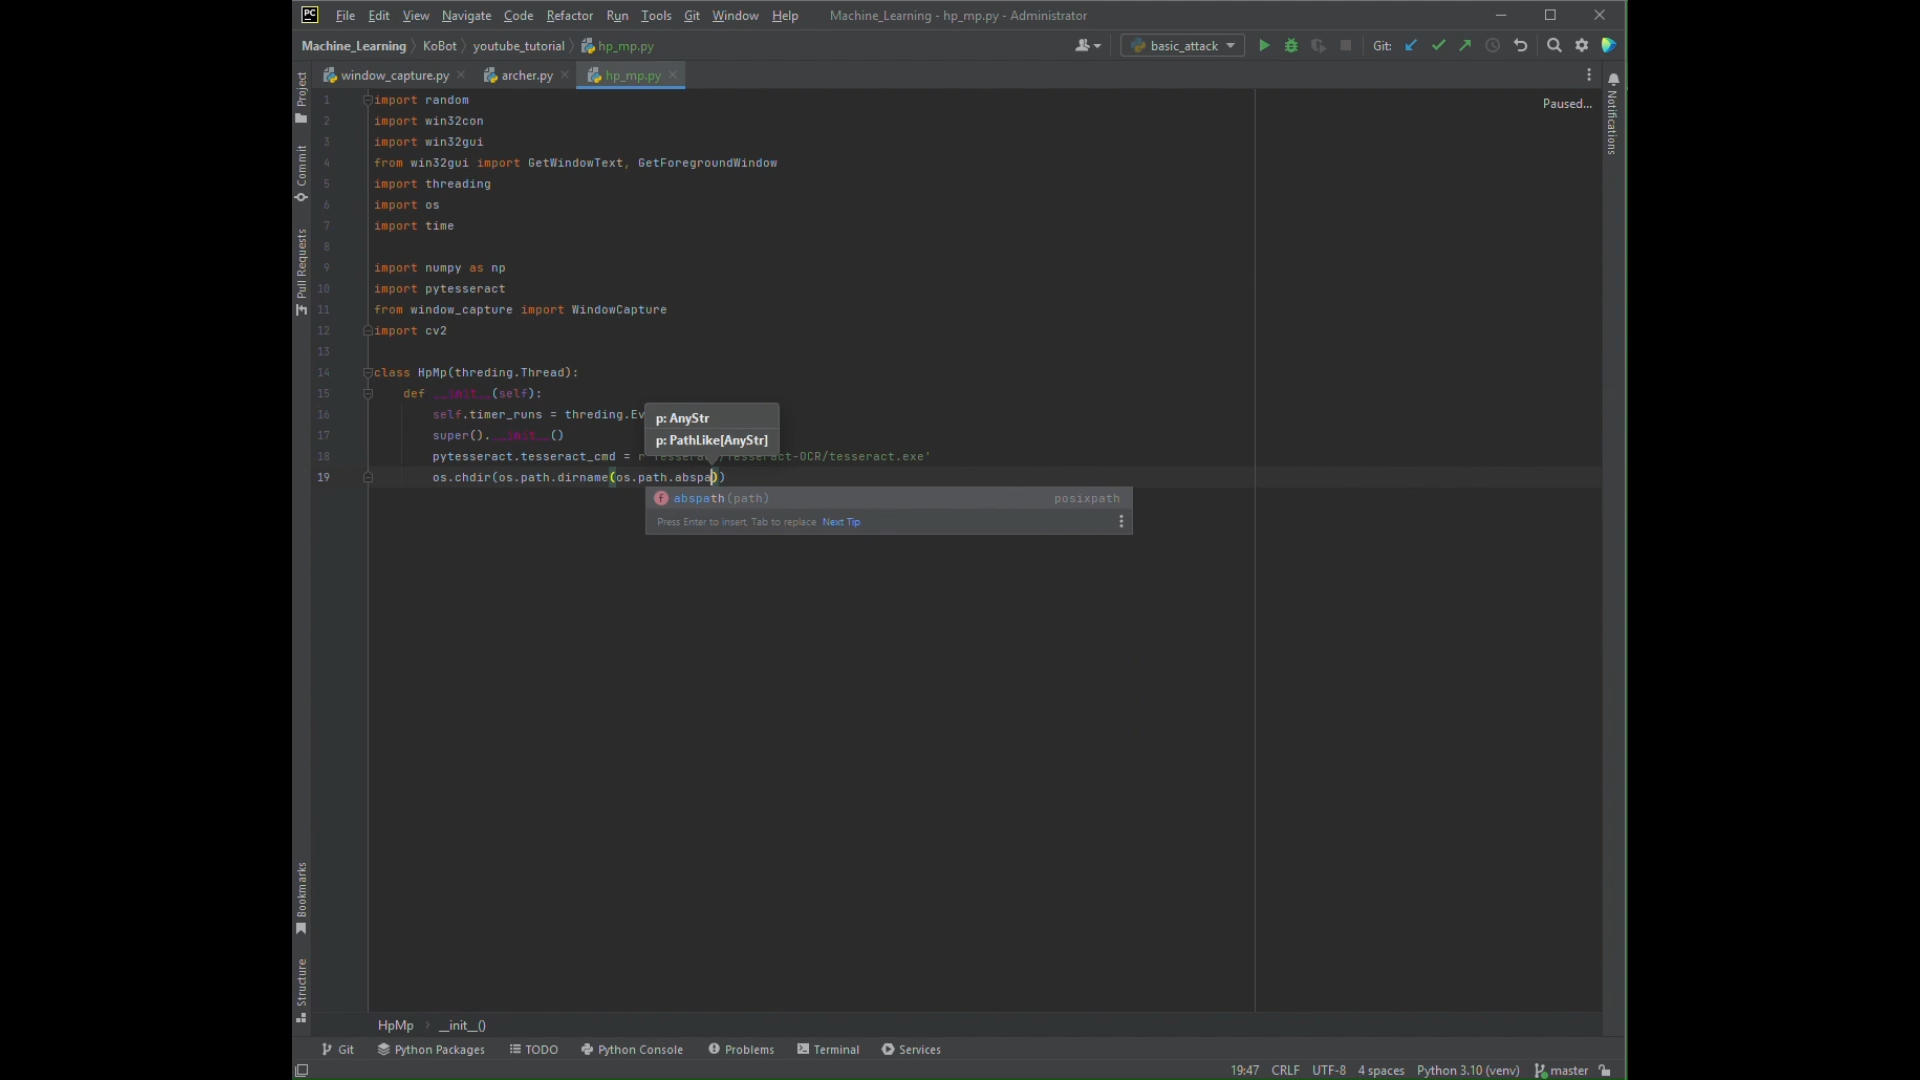 PC File Edit View Navigate Code Refactor Run Tools Git Window Help Machine_Learning - hp_mp.py - Administrator
Machine_Learning KoBot youtube_tutorial hp_mp.py basic_attack Git:
window_capture.py archer.py hp_mp.py
Paused...
Project
Commit
Pull Requests
Bookmarks
Structure
Notifications
1 import random
2 import win32con
3 import win32gui
4 from win32gui import GetWindowText, GetForegroundWindow
5 import threading
6 import os
7 import time
8
9 import numpy as np
10 import pytesseract
11 from window_capture import WindowCapture
12 import cv2
13
14 class HpMp(threding.Thread):
15 def __init__(self):
16 self.timer_runs = threding.Ev
17 super().__init__()
18 pytesseract.tesseract_cmd = r'Tesseract/Tesseract-OCR/tesseract.exe'
19 os.chdir(os.path.dirname(os.path.abspa))
p: AnyStr
p: PathLike[AnyStr]
f abspath(path) posixpath
Press Enter to insert, Tab to replace Next Tip
HpMp __init__()
Git Python Packages TODO Python Console Problems Terminal Services
19:47 CRLF UTF-8 4 spaces Python 3.10 (venv) master